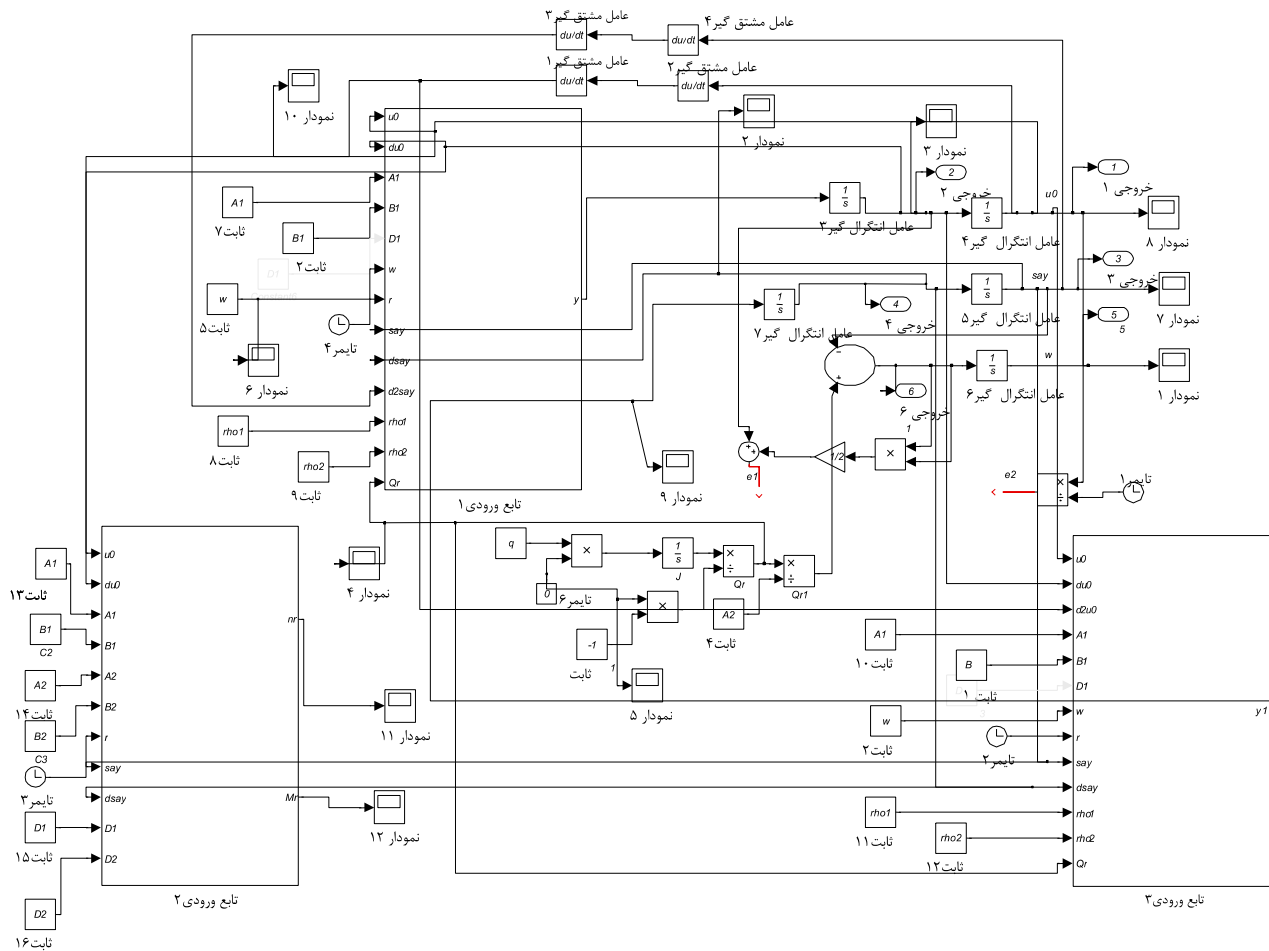 عامل مشتق گیر۳
عامل مشتق گیر۴
du/dt
du/dt
عامل مشتق گیر۱
عامل مشتق گیر۲
du/dt
du/dt
نمودار ۱۰
نمودار ۲
نمودار ۳
u0
du0
A1
B1
D1
w
r
say
dsay
d2say
rho1
rho2
Qr
y
تابع ورودی۱
A1
ثابت۷
B1
ثابت۲
D1
w
ثابت۵
تایمر۴
نمودار ۶
rho1
ثابت۸
rho2
ثابت۹
1
s
عامل انتگرال گیر۳
2
خروجی ۲
1
خروجی ۱
u0
1
s
عامل انتگرال گیر۴
نمودار ۸
say
3
خروجی ۳
1
s
عامل انتگرال گیر۷
4
خروجی ۴
1
s
عامل انتگرال گیر۵
نمودار ۷
5
5
w
1
s
عامل انتگرال گیر۶
نمودار ۱
6
خروجی ۶
−
+
+
+
e1
1/2
×
1
نمودار ۹
e2
×
÷
تایمر۱
q
×
1
s
J
×
÷
Qr
×
÷
Qr1
0
تایمر۶
×
-1
ثابت
1
A2
ثابت۴
نمودار ۴
نمودار ۵
A1
ثابت۱۳
B1
C2
A2
ثابت۱۴
B2
C3
تایمر۳
D1
ثابت۱۵
D2
ثابت۱۶
u0
du0
A1
B1
A2
B2
r
say
dsay
D1
D2
nr
Mr
تابع ورودی۲
نمودار ۱۱
نمودار ۱۲
A1
ثابت۱۰
B
ثابت ۱
w
ثابت۲
تایمر۲
rho1
ثابت۱۱
rho2
ثابت۱۲
u0
du0
d2u0
A1
B1
D1
w
r
say
dsay
rho1
rho2
Qr
y1
تابع ورودی۳